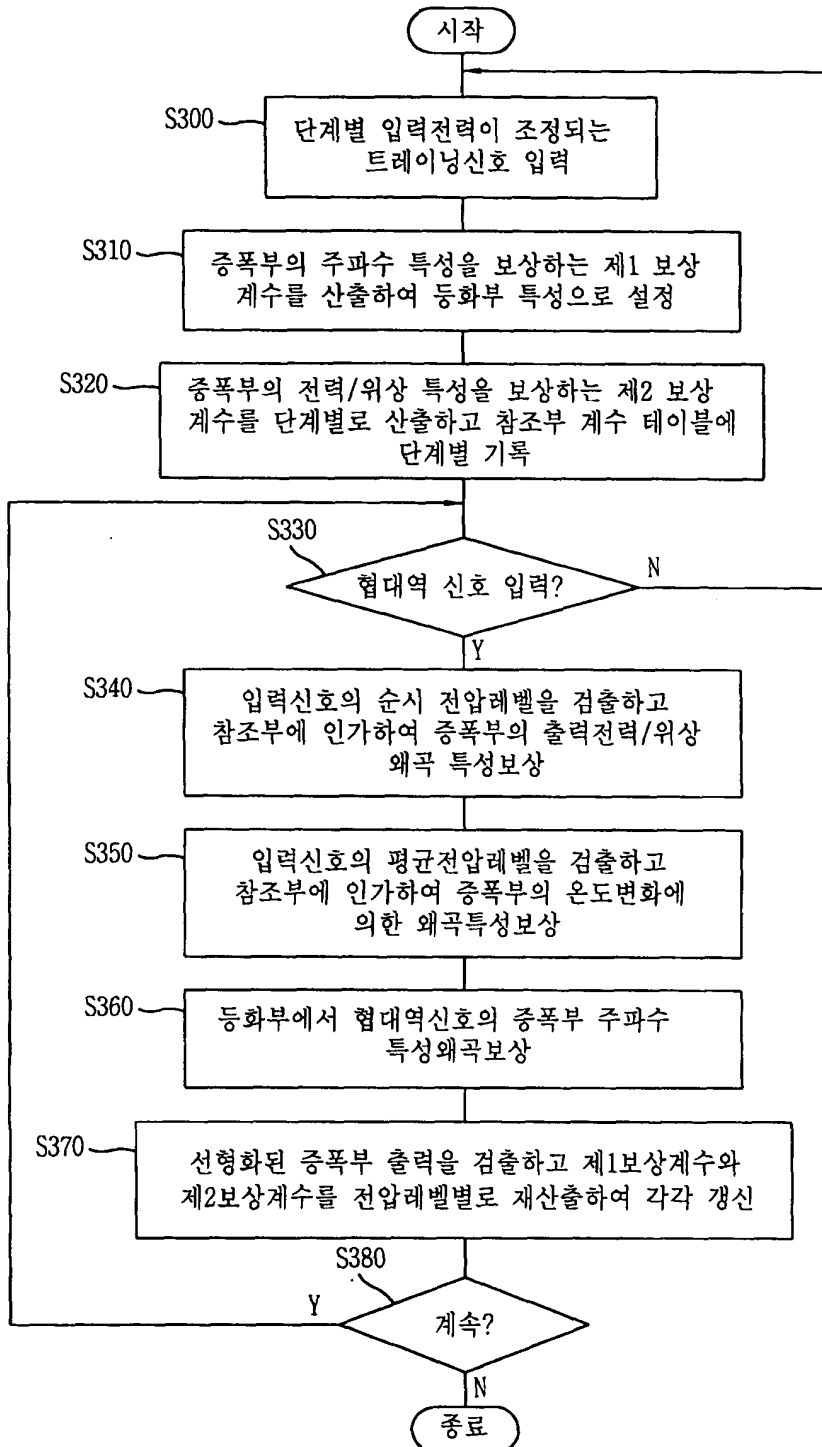 시작
S300
단계별 입력전력이 조정되는
트레이닝신호 입력
S310
증폭부의 주파수 특성을 보상하는 제1 보상
계수를 산출하여 등화부 특성으로 설정
S320
증폭부의 전력/위상 특성을 보상하는 제2 보상
계수를 단계별로 산출하고 참조부 계수 테이블에
단계별 기록
S330
협대역 신호 입력?
N
Y
S340
입력신호의 순시 전압레벨을 검출하고
참조부에 인가하여 증폭부의 출력전력/위상
왜곡 특성보상
S350
입력신호의 평균전압레벨을 검출하고
참조부에 인가하여 증폭부의 온도변화에
의한 왜곡특성보상
S360
등화부에서 협대역신호의 증폭부 주파수
특성왜곡보상
S370
선형화된 증폭부 출력을 검출하고 제1보상계수와
제2보상계수를 전압레벨별로 재산출하여 각각 갱신
S380
Y
계속?
N
종료